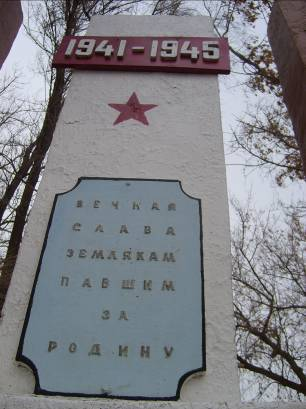 1941-1945
ВЕЧНАЯ
СЛАВА
ЗЕМЛЯКАМ
ПАВШИМ
ЗА
РОДИНУ